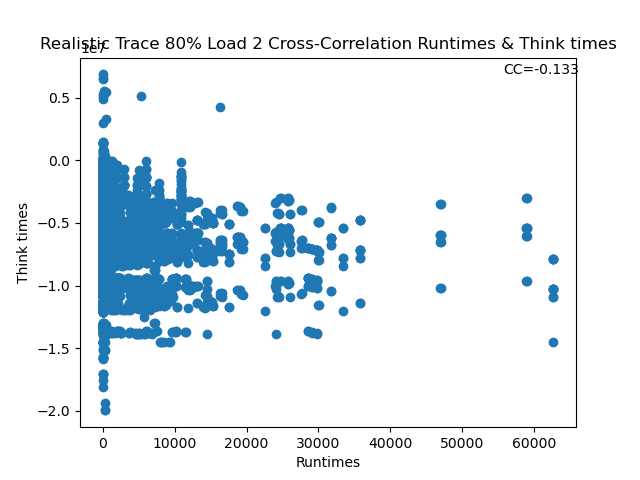 Realistic Trace 80% Load 2 Cross-Correlation Runtimes & Think times
1e7
CC=-0.133
0.5
0.0
−0.5
−1.0
−1.5
−2.0
Think times
0 10000 20000 30000 40000 50000 60000
Runtimes